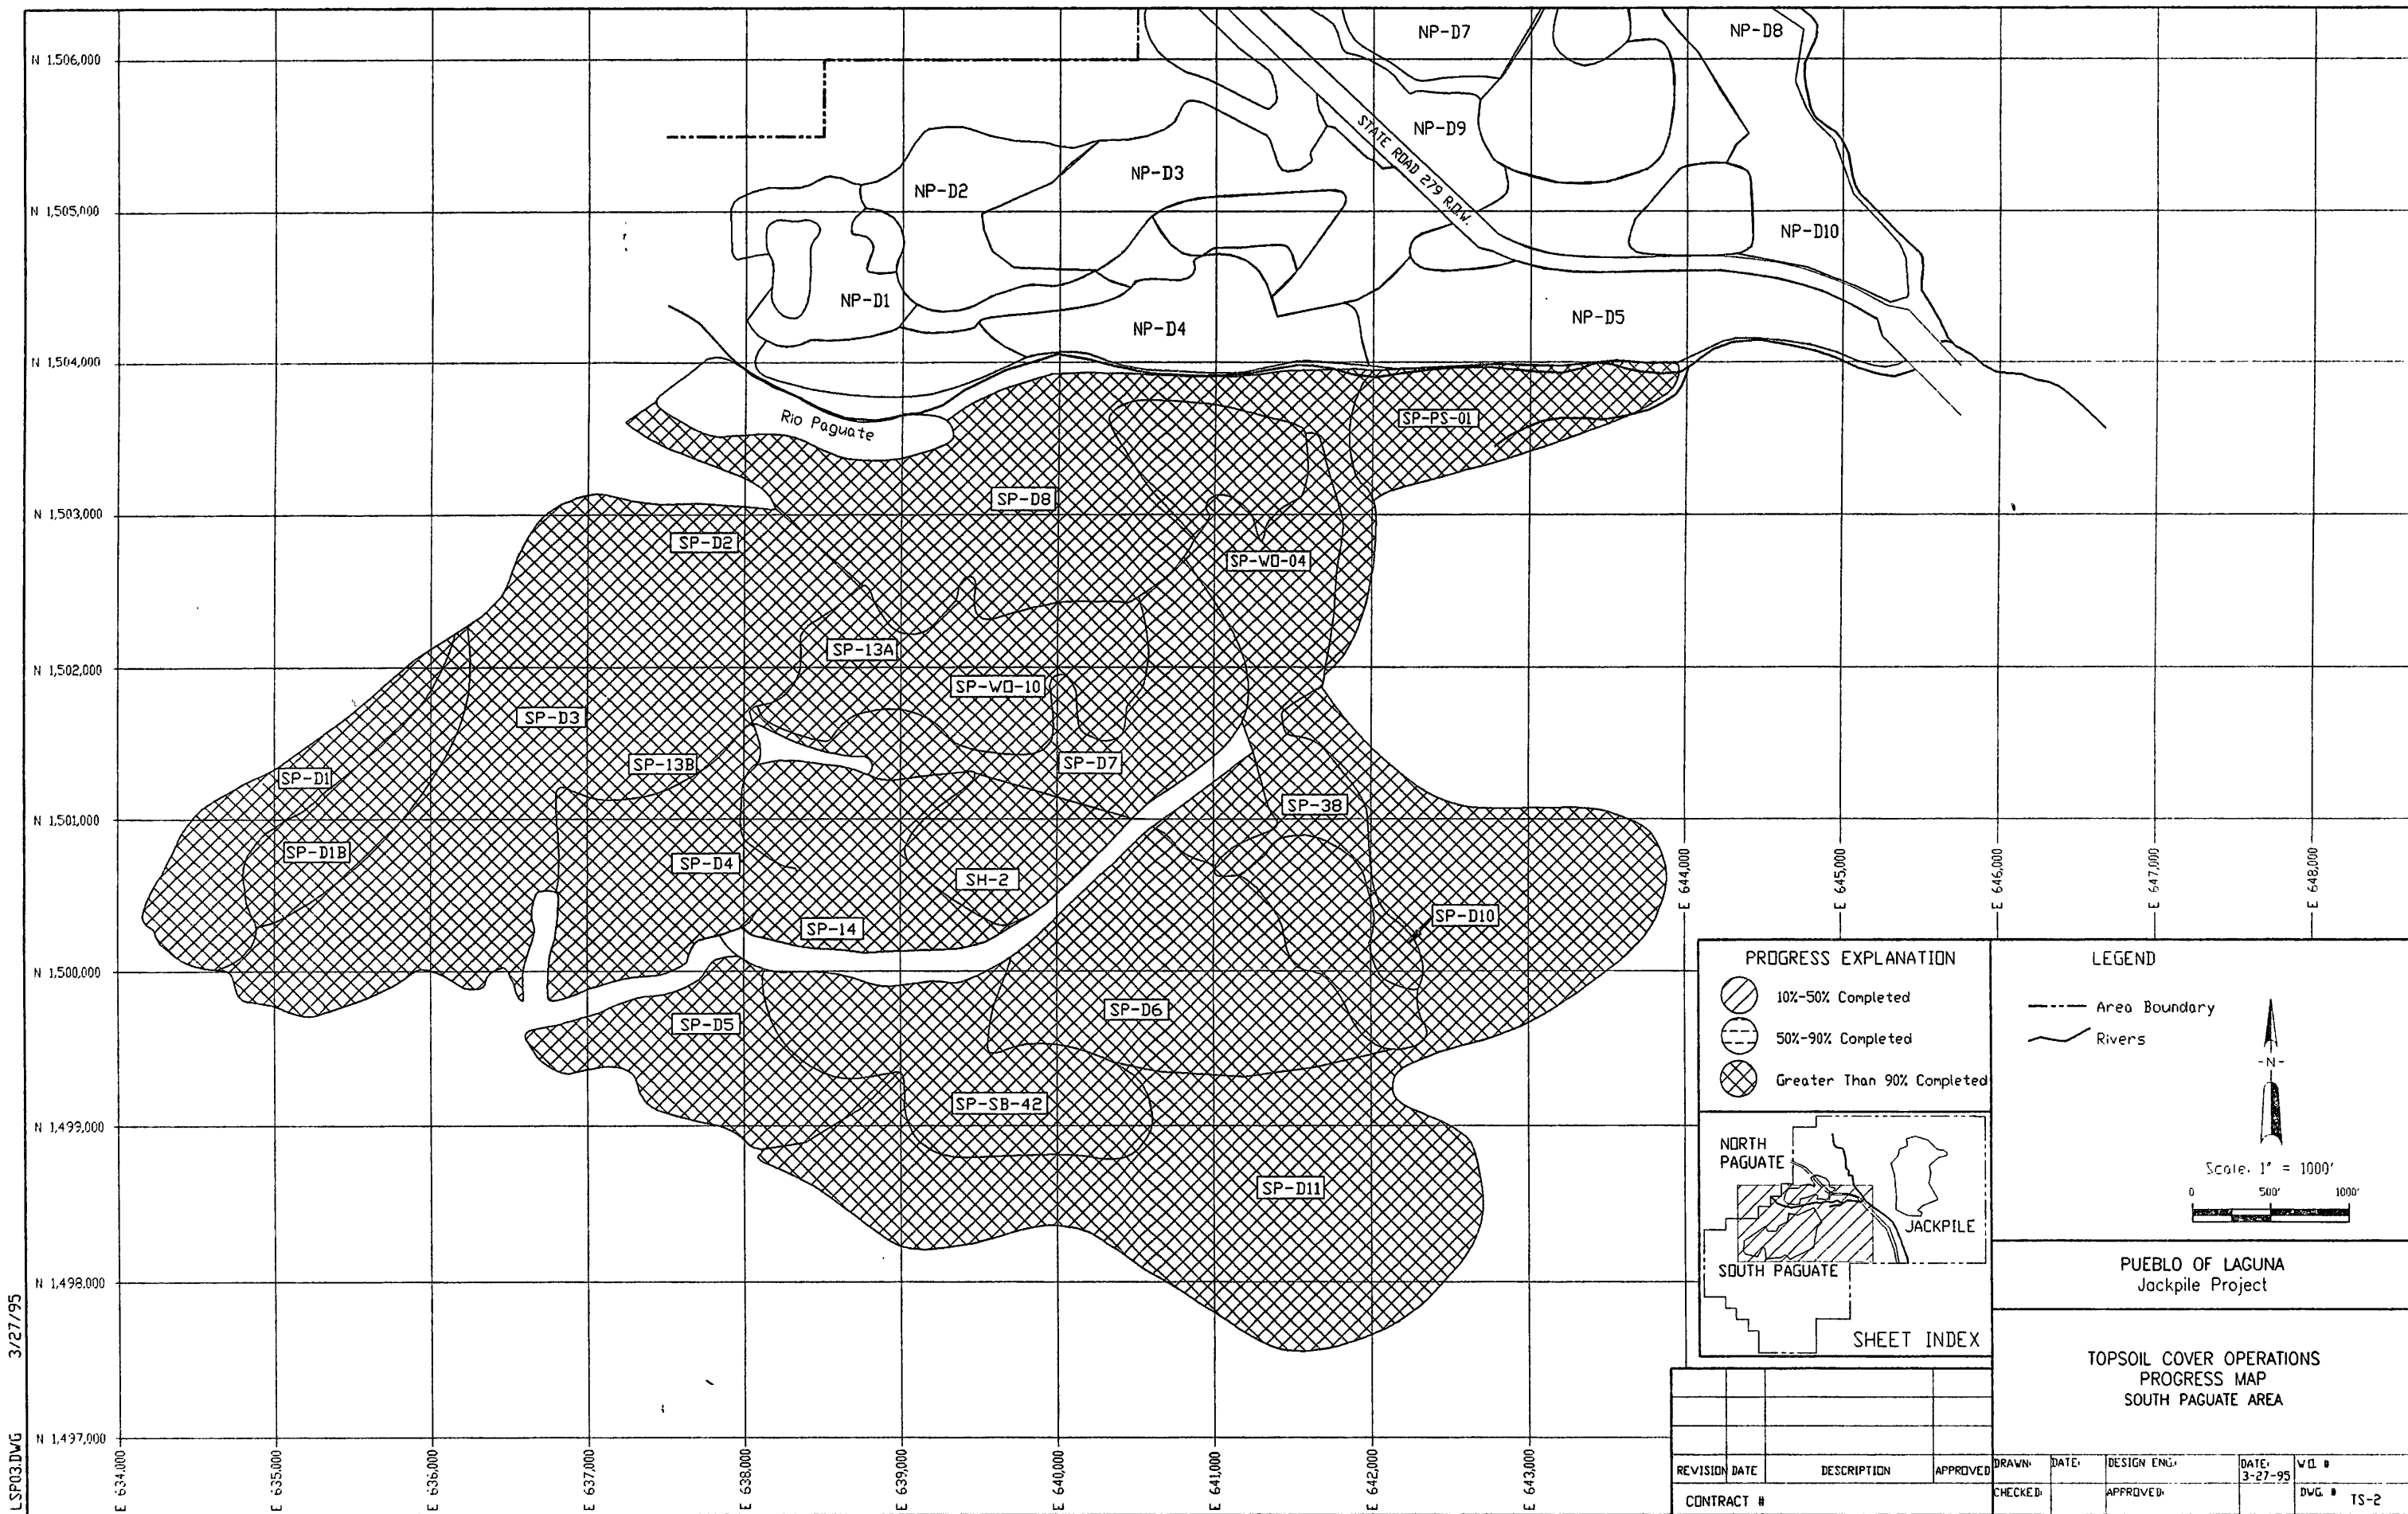 NP-D7
NP-D8
N 1,506,000
NP-D9
STATE ROAD 279 R.O.W.
NP-D3
NP-D2
N 1,505,000
NP-D10
NP-D1
NP-D5
NP-D4
N 1,504,000
Rio Paguate
SP-PS-01
SP-D8
N 1,503,000
SP-D2
SP-WO-04
SP-13A
N 1,502,000
SP-WO-10
SP-D3
SP-13B
SP-D7
SP-D1
SP-38
N 1,501,000
SP-D1B
SP-D4
SH-2
SP-D10
SP-14
N 1,500,000
SP-D6
SP-D5
SP-SB-42
N 1,499,000
SP-D11
N 1,498,000
N 1,497,000
E 634,000
E 635,000
E 636,000
E 637,000
E 638,000
E 639,000
E 640,000
E 641,000
E 642,000
E 643,000
E 644,000
E 645,000
E 646,000
E 647,000
E 648,000
LSP03.DWG 3/27/95
PROGRESS EXPLANATION
10%-50% Completed
50%-90% Completed
Greater Than 90% Completed
LEGEND
Area Boundary
Rivers
-N-
Scale: 1" = 1000'
0 500' 1000'
NORTH
PAGUATE
JACKPILE
SOUTH PAGUATE
SHEET INDEX
PUEBLO OF LAGUNA
Jackpile Project
TOPSOIL COVER OPERATIONS
PROGRESS MAP
SOUTH PAGUATE AREA
REVISION DATE DESCRIPTION APPROVED
CONTRACT #
DRAWN: DATE: DESIGN ENG.: DATE: 3-27-95 W.O. #
CHECKED: APPROVED: DWG. # TS-2